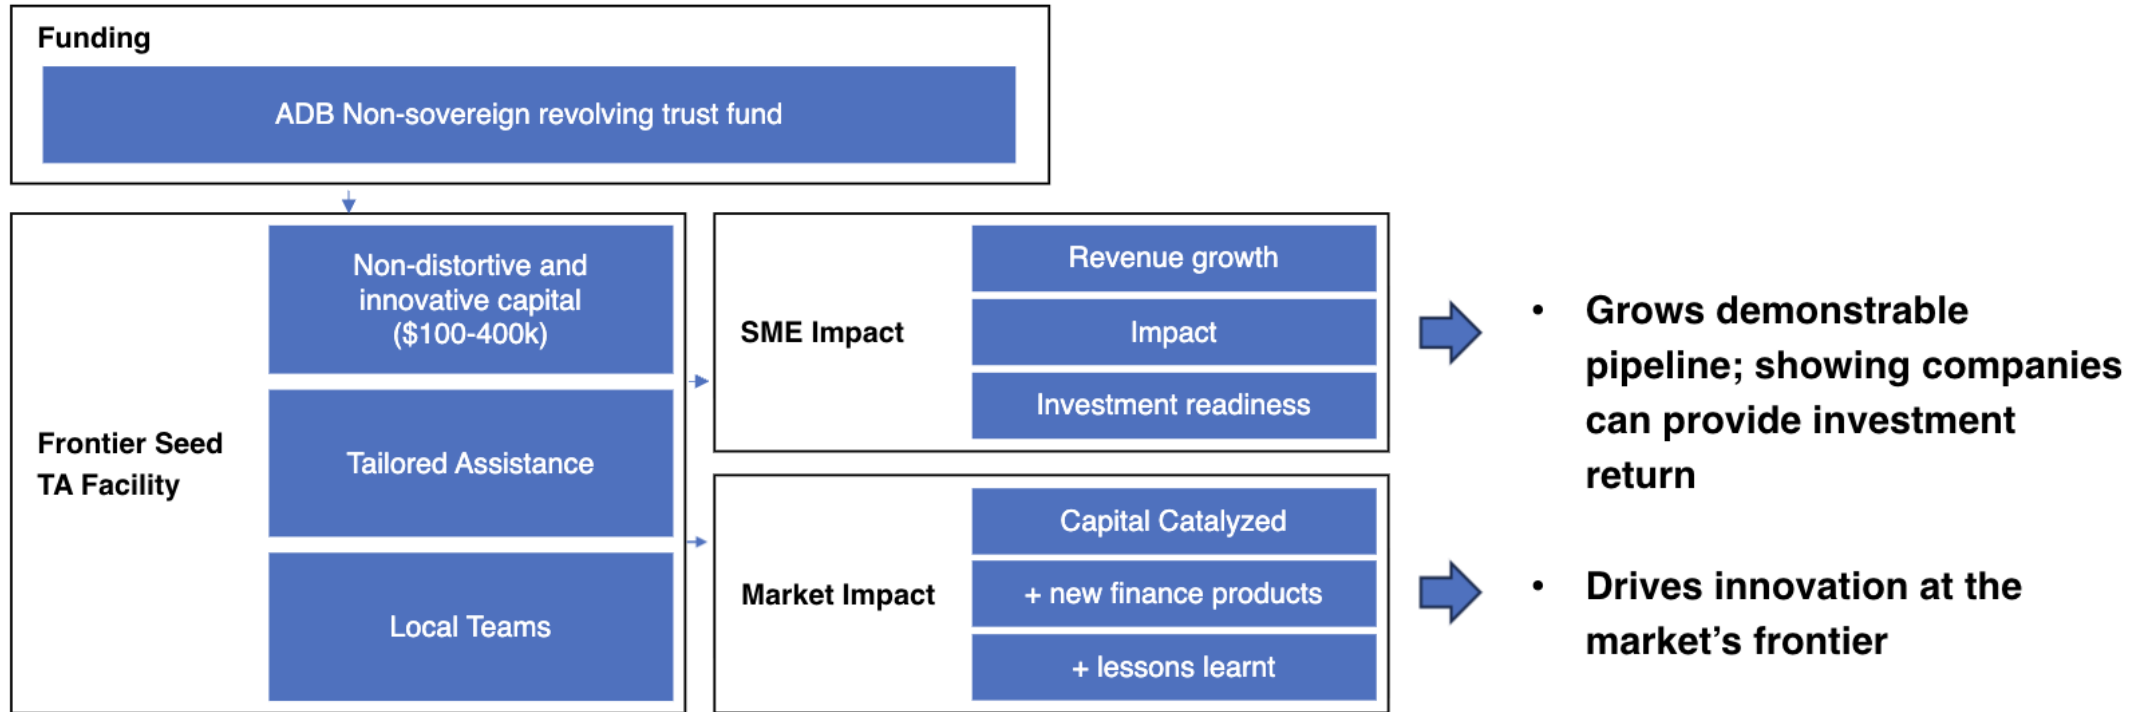 Funding
ADB Non-sovereign revolving trust fund
Frontier Seed
TA Facility
Non-distortive and
innovative capital
($100-400k)
Tailored Assistance
Local Teams
SME Impact
Revenue growth
Impact
Investment readiness
Market Impact
Capital Catalyzed
+ new finance products
+ lessons learnt
• Grows demonstrable
pipeline; showing companies
can provide investment
return
• Drives innovation at the
market's frontier